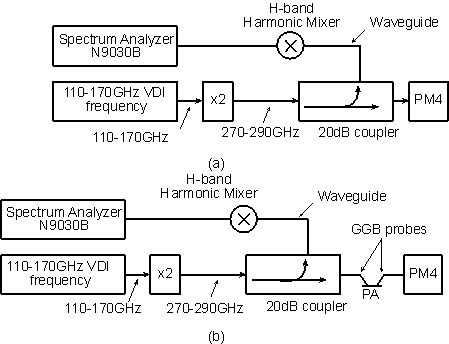 H-band
Harmonic Mixer
Waveguide
Spectrum Analyzer
N9030B
110-170GHz VDI
frequency
x2
PM4
110-170GHz
270-290GHz
20dB coupler
(a)
H-band
Harmonic Mixer
Waveguide
Spectrum Analyzer
N9030B
GGB probes
110-170GHz VDI
frequency
x2
PM4
PA
110-170GHz
270-290GHz
20dB coupler
(b)